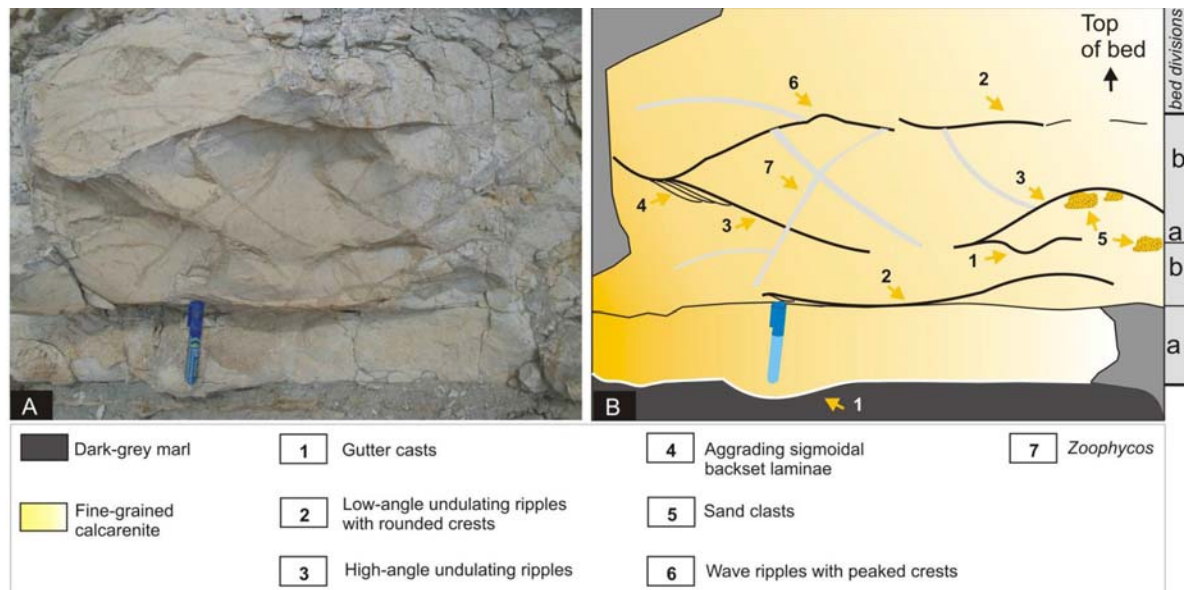 A
B
Top
of bed
bed divisions
6
2
b
7
3
4
3
5
a
1
b
2
a
1
Dark-grey marl
Fine-grained
calcarenite
1 Gutter casts
2 Low-angle undulating ripples
with rounded crests
3 High-angle undulating ripples
4 Aggrading sigmoidal
backset laminae
5 Sand clasts
6 Wave ripples with peaked crests
7 Zoophycos